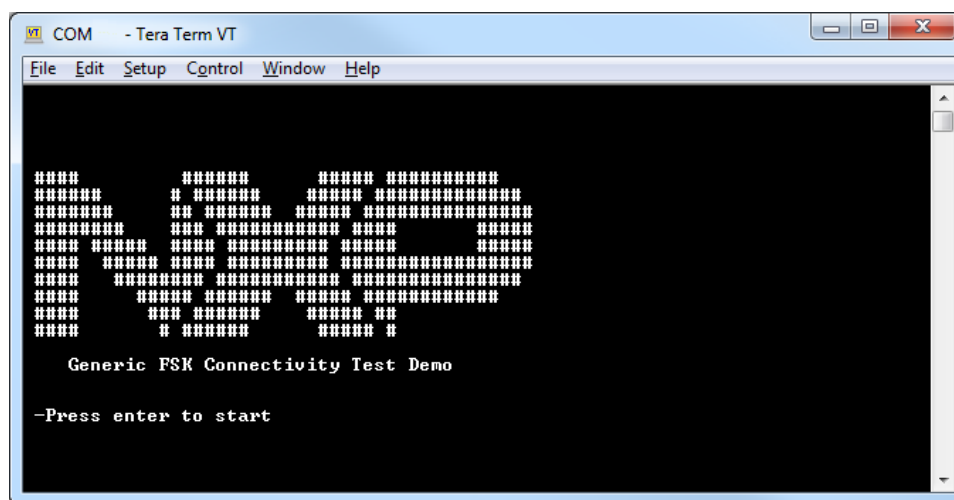 COM - Tera Term VT
File Edit Setup Control Window Help
####         ######      ##### ##########
######      # ######    ##### #############
#######     ## ######  ##### ###############
########    ### ########### ####       #####
#### #####  #### ######### #####       #####
####  ##### #### ######### #################
####   ######## ########### ###############
####     ##### ######  ##### ############
####      ### ######    ##### ##
####       # ######      ##### #
Generic FSK Connectivity Test Demo
-Press enter to start